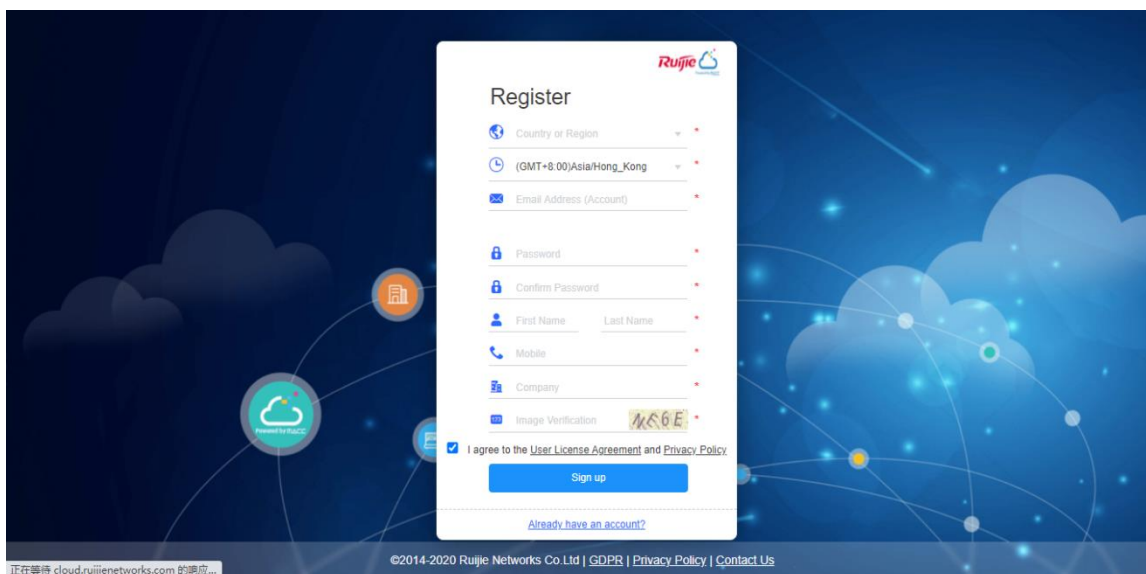 Ruijie
Register
Country or Region *
(GMT+8:00)Asia/Hong_Kong *
Email Address (Account) *
Password *
Confirm Password *
First Name Last Name *
Mobile *
Company *
Image Verification *
I agree to the User License Agreement and Privacy Policy
Sign up
Already have an account?
©2014-2020 Ruijie Networks Co.Ltd | GDPR | Privacy Policy | Contact Us
正在等待 cloud.ruijienetworks.com 的响应...